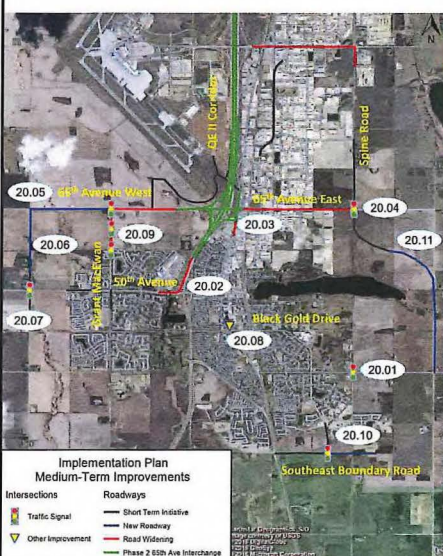 N
QE II Corridor
Spine Road
20.05
65th Avenue West
65th Avenue East
20.04
20.03
20.06
20.09
20.11
Grant MacEwan
50th Avenue
20.02
20.07
Black Gold Drive
20.08
20.01
20.10
Southeast Boundary Road
Implementation Plan
Medium-Term Improvements
Intersections
Roadways
Traffic Signal
Short Term Initiative
New Roadway
Other Improvement
Road Widening
Phase 2 65th Ave Interchange